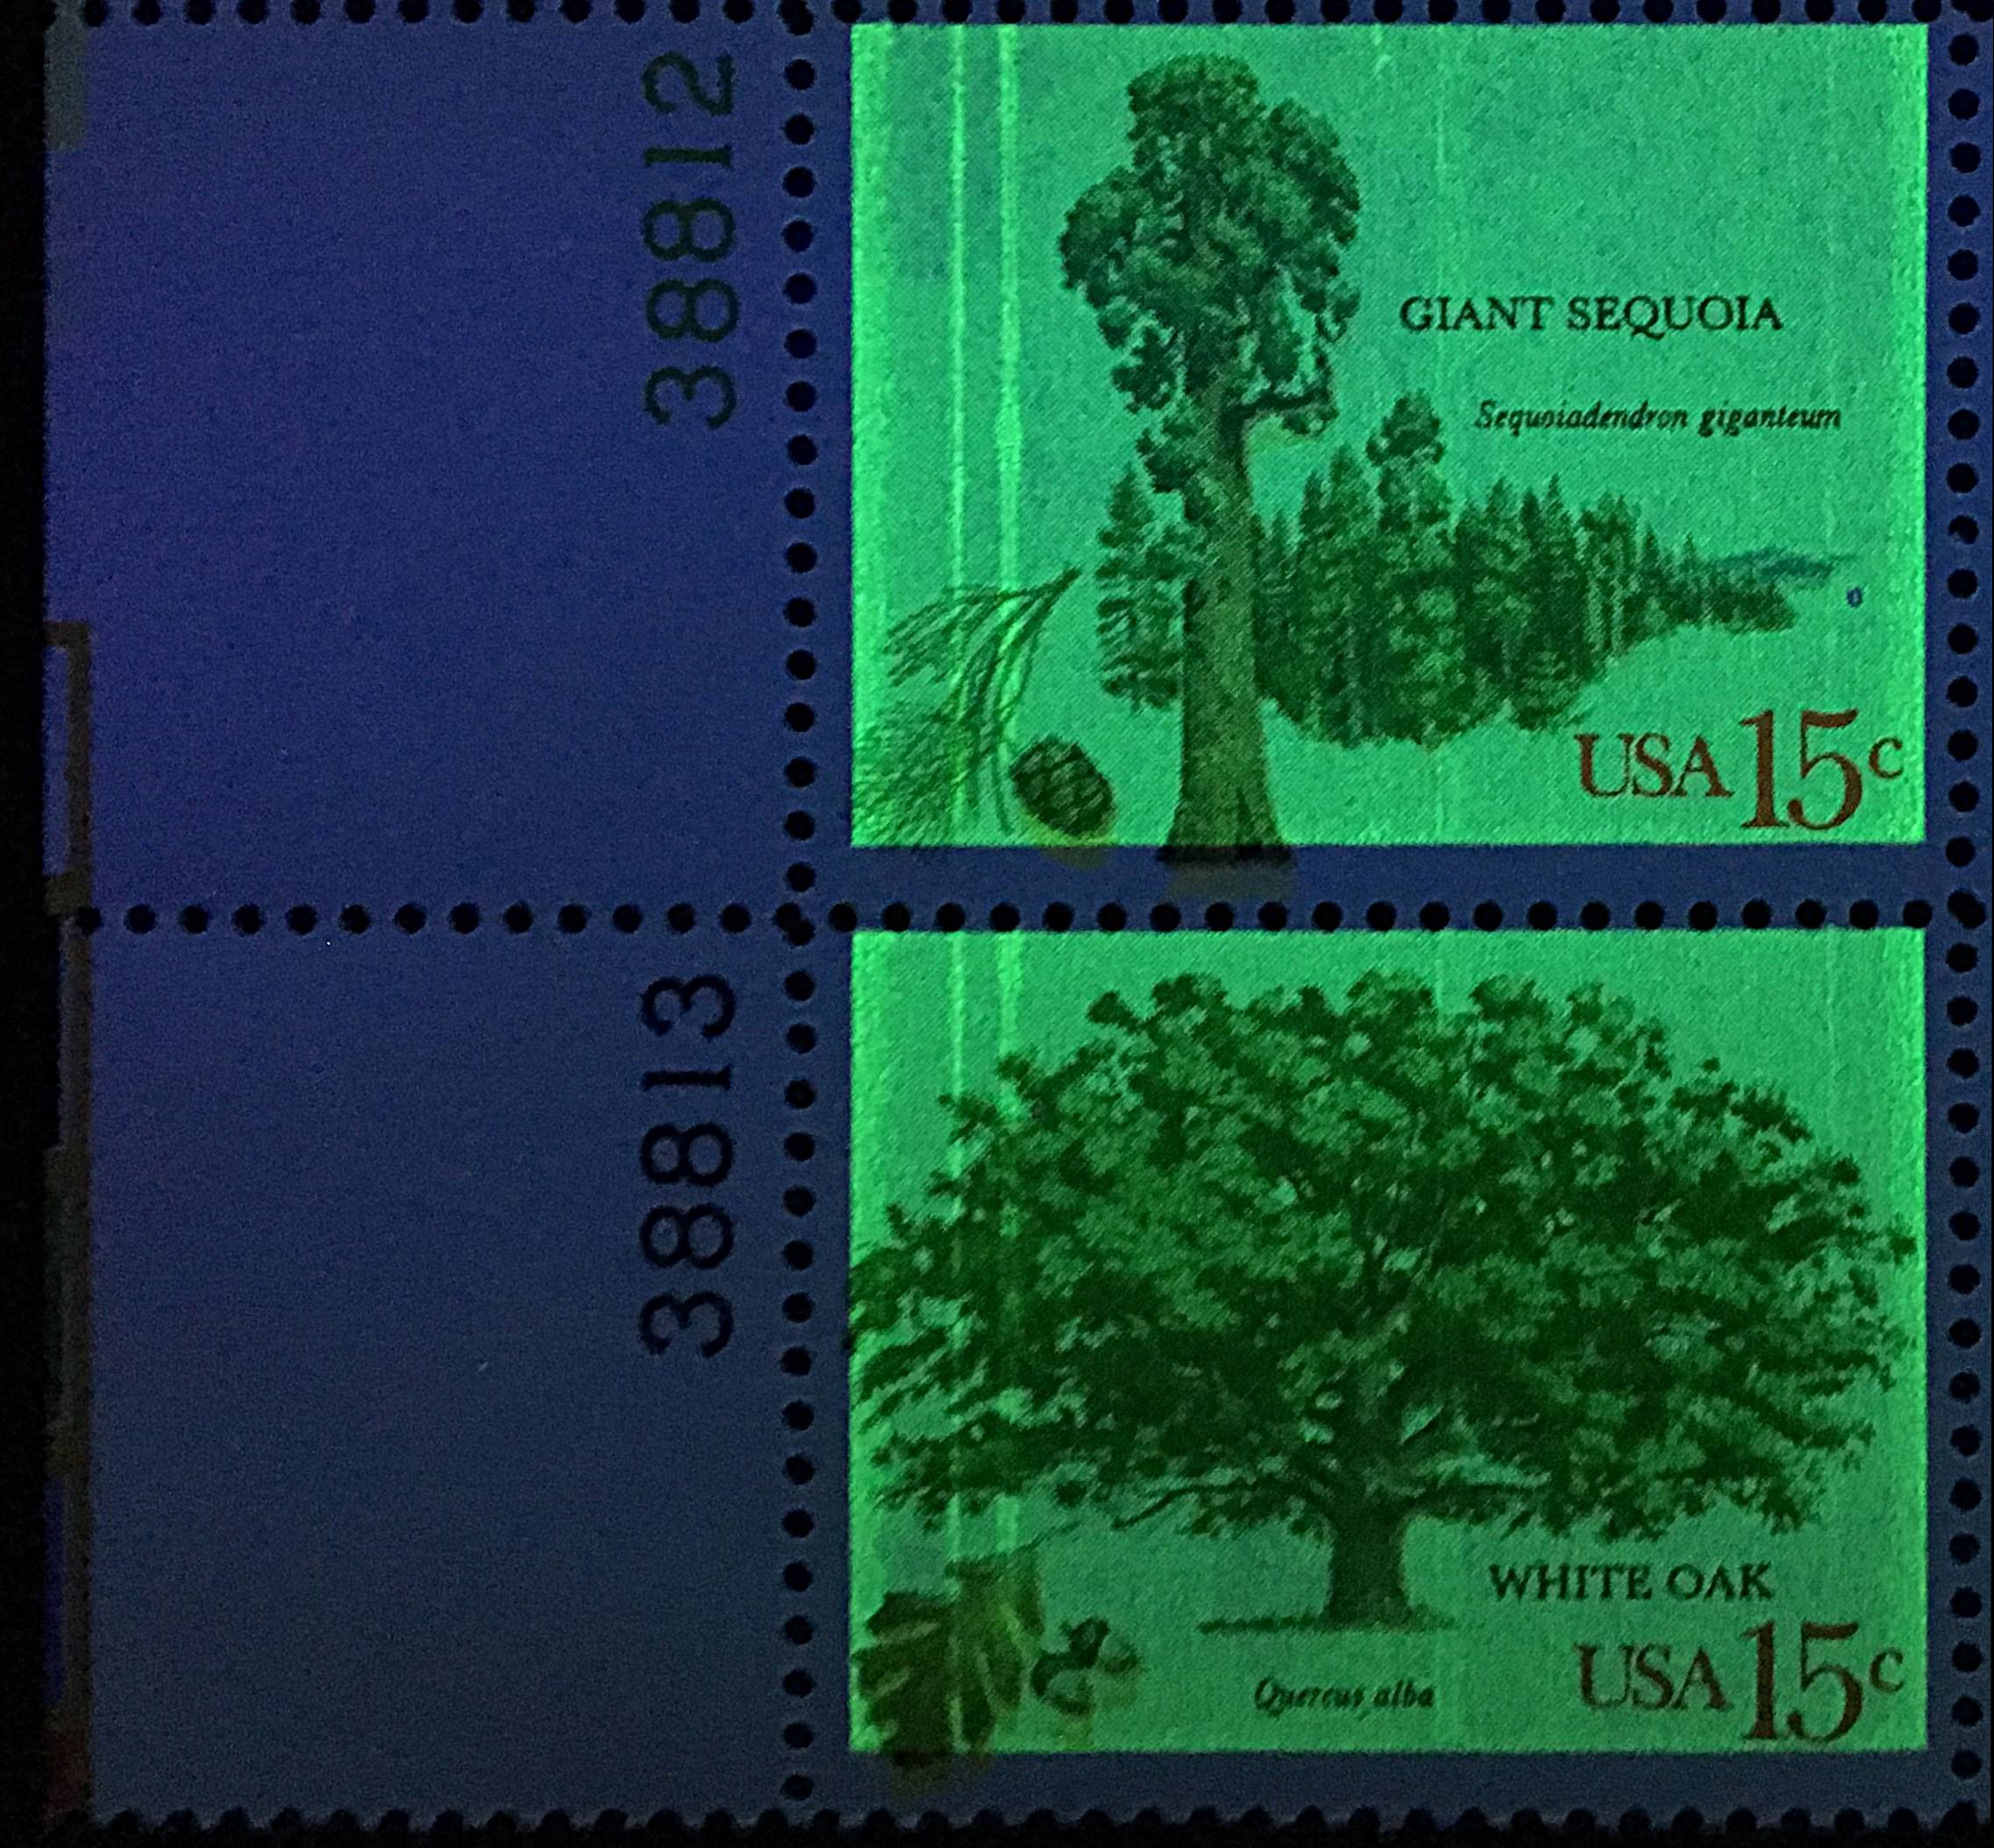 38812
GIANT SEQUOIA
Sequoiadendron giganteum
USA 15c
38813
WHITE OAK
USA 15c
Quercus alba